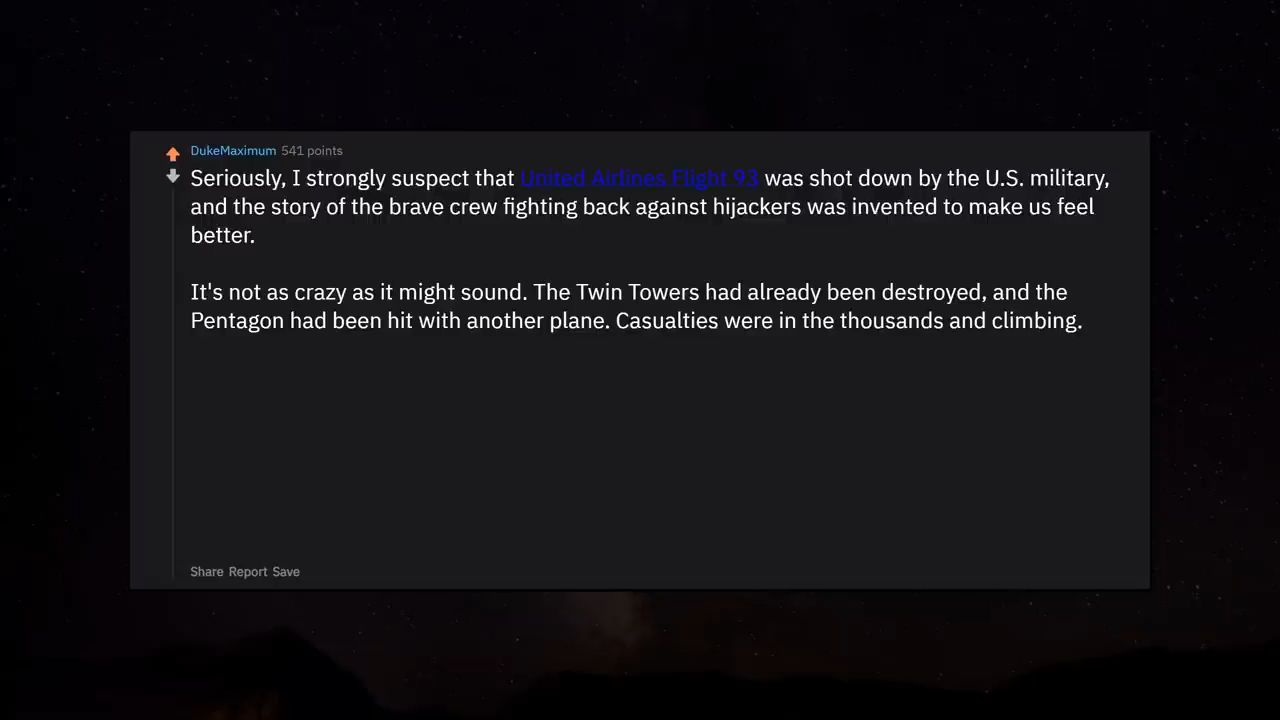 DukeMaximum 541 points
Seriously, I strongly suspect that United Airlines Flight 93 was shot down by the U.S. military,
and the story of the brave crew fighting back against hijackers was invented to make us feel
better.
It's not as crazy as it might sound. The Twin Towers had already been destroyed, and the
Pentagon had been hit with another plane. Casualties were in the thousands and climbing.
Share Report Save